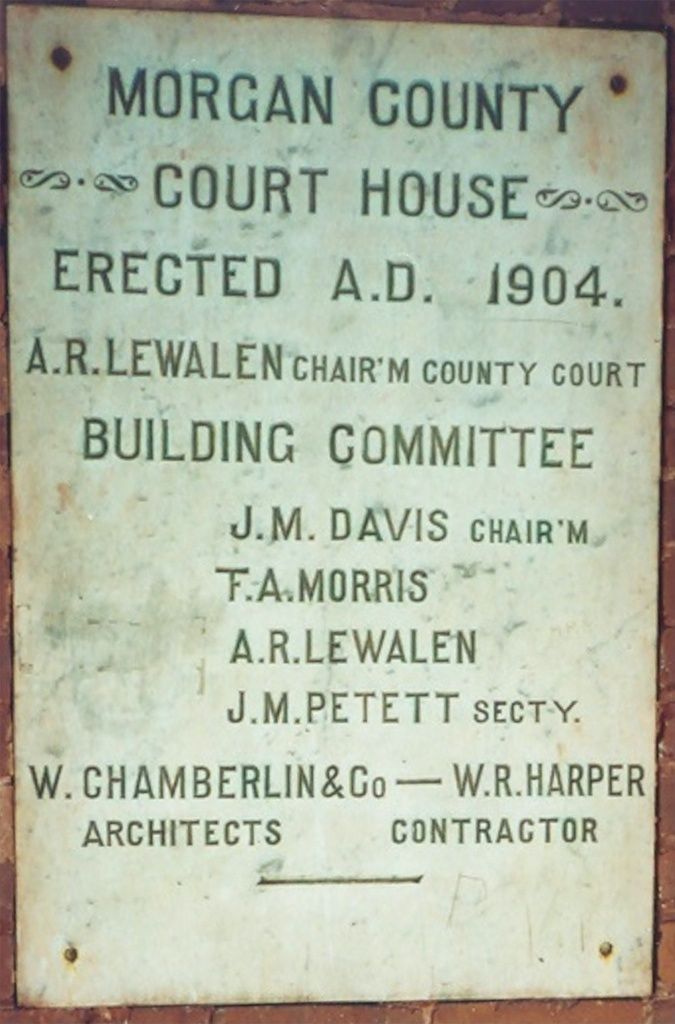 MORGAN COUNTY
COURT HOUSE
ERECTED A.D. 1904.
A.R. LEWALEN CHAIR'M COUNTY COURT
BUILDING COMMITTEE
J.M. DAVIS CHAIR'M
F.A. MORRIS
A.R. LEWALEN
J.M. PETETT SECTY.
W. CHAMBERLIN & Co — W.R. HARPER
ARCHITECTS CONTRACTOR